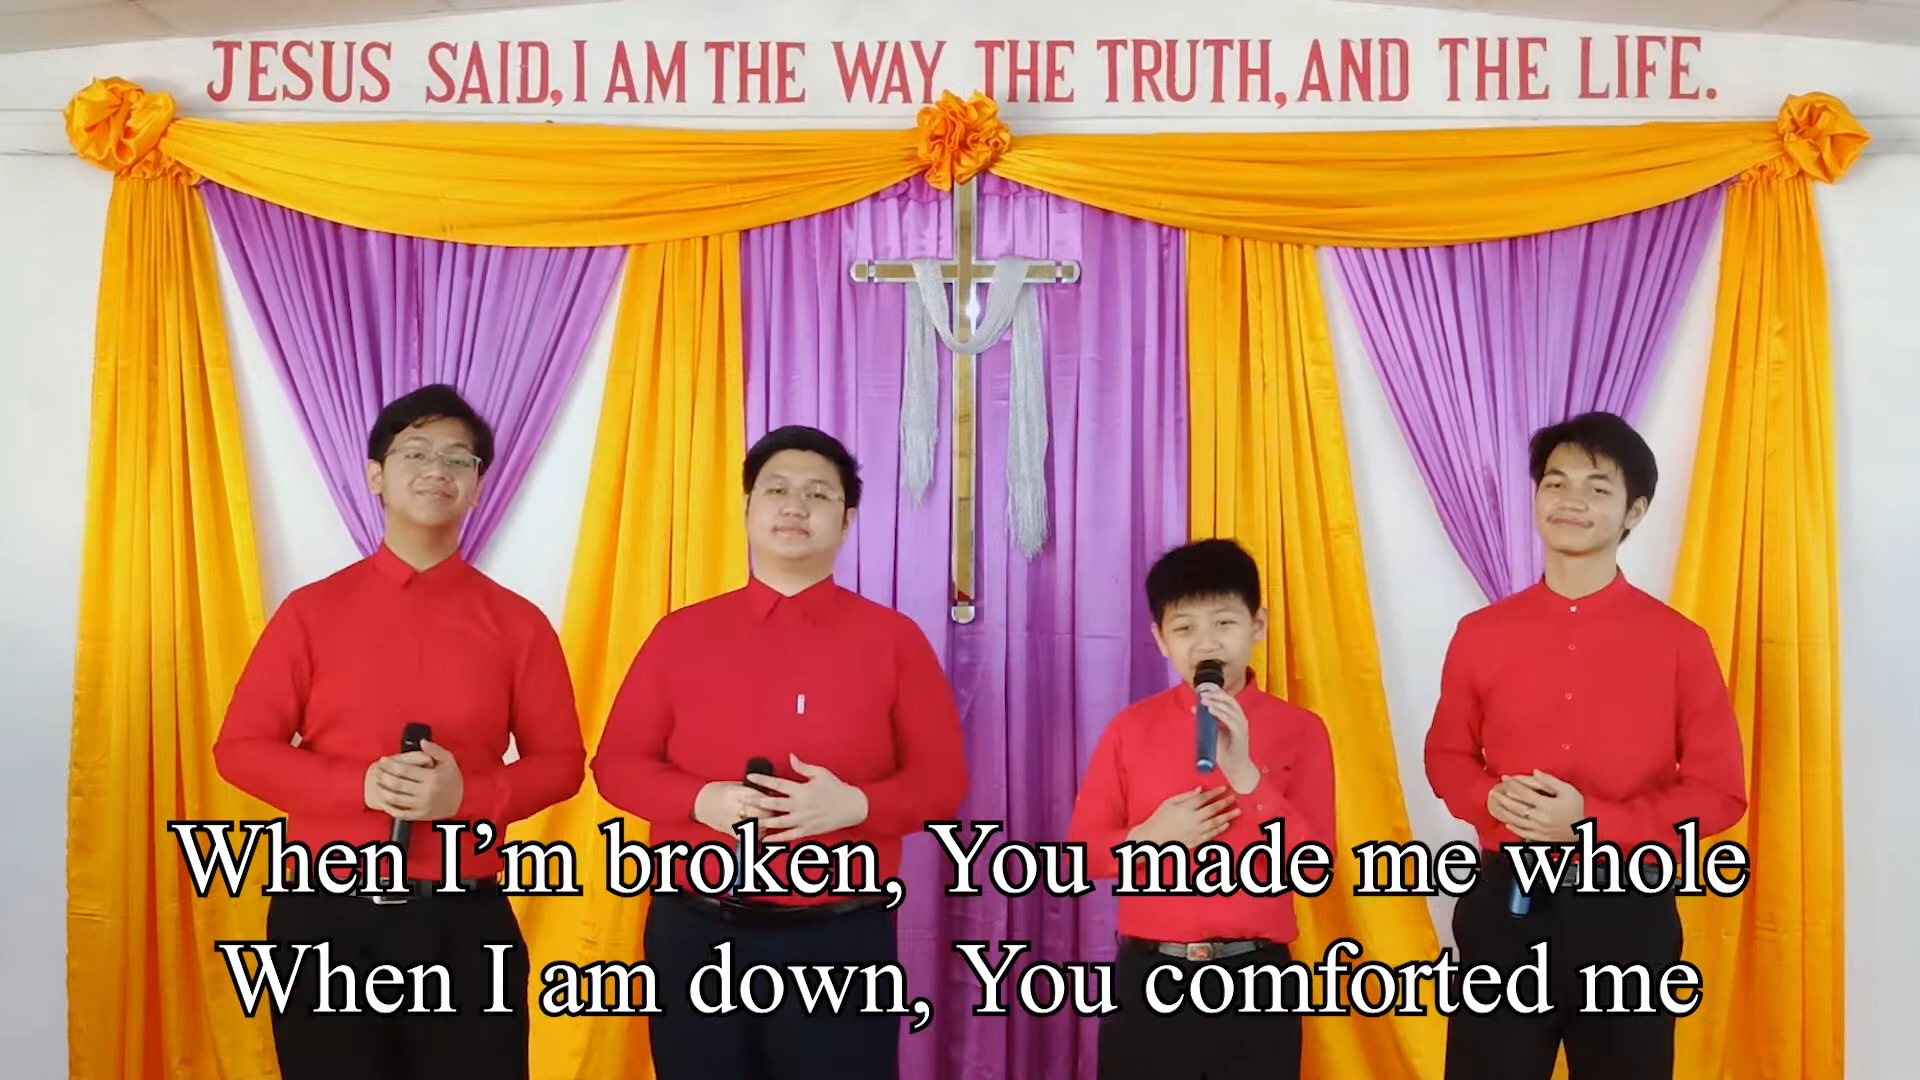 JESUS SAID, I AM THE WAY, THE TRUTH, AND THE LIFE.
When I’m broken, You made me whole
When I am down, You comforted me